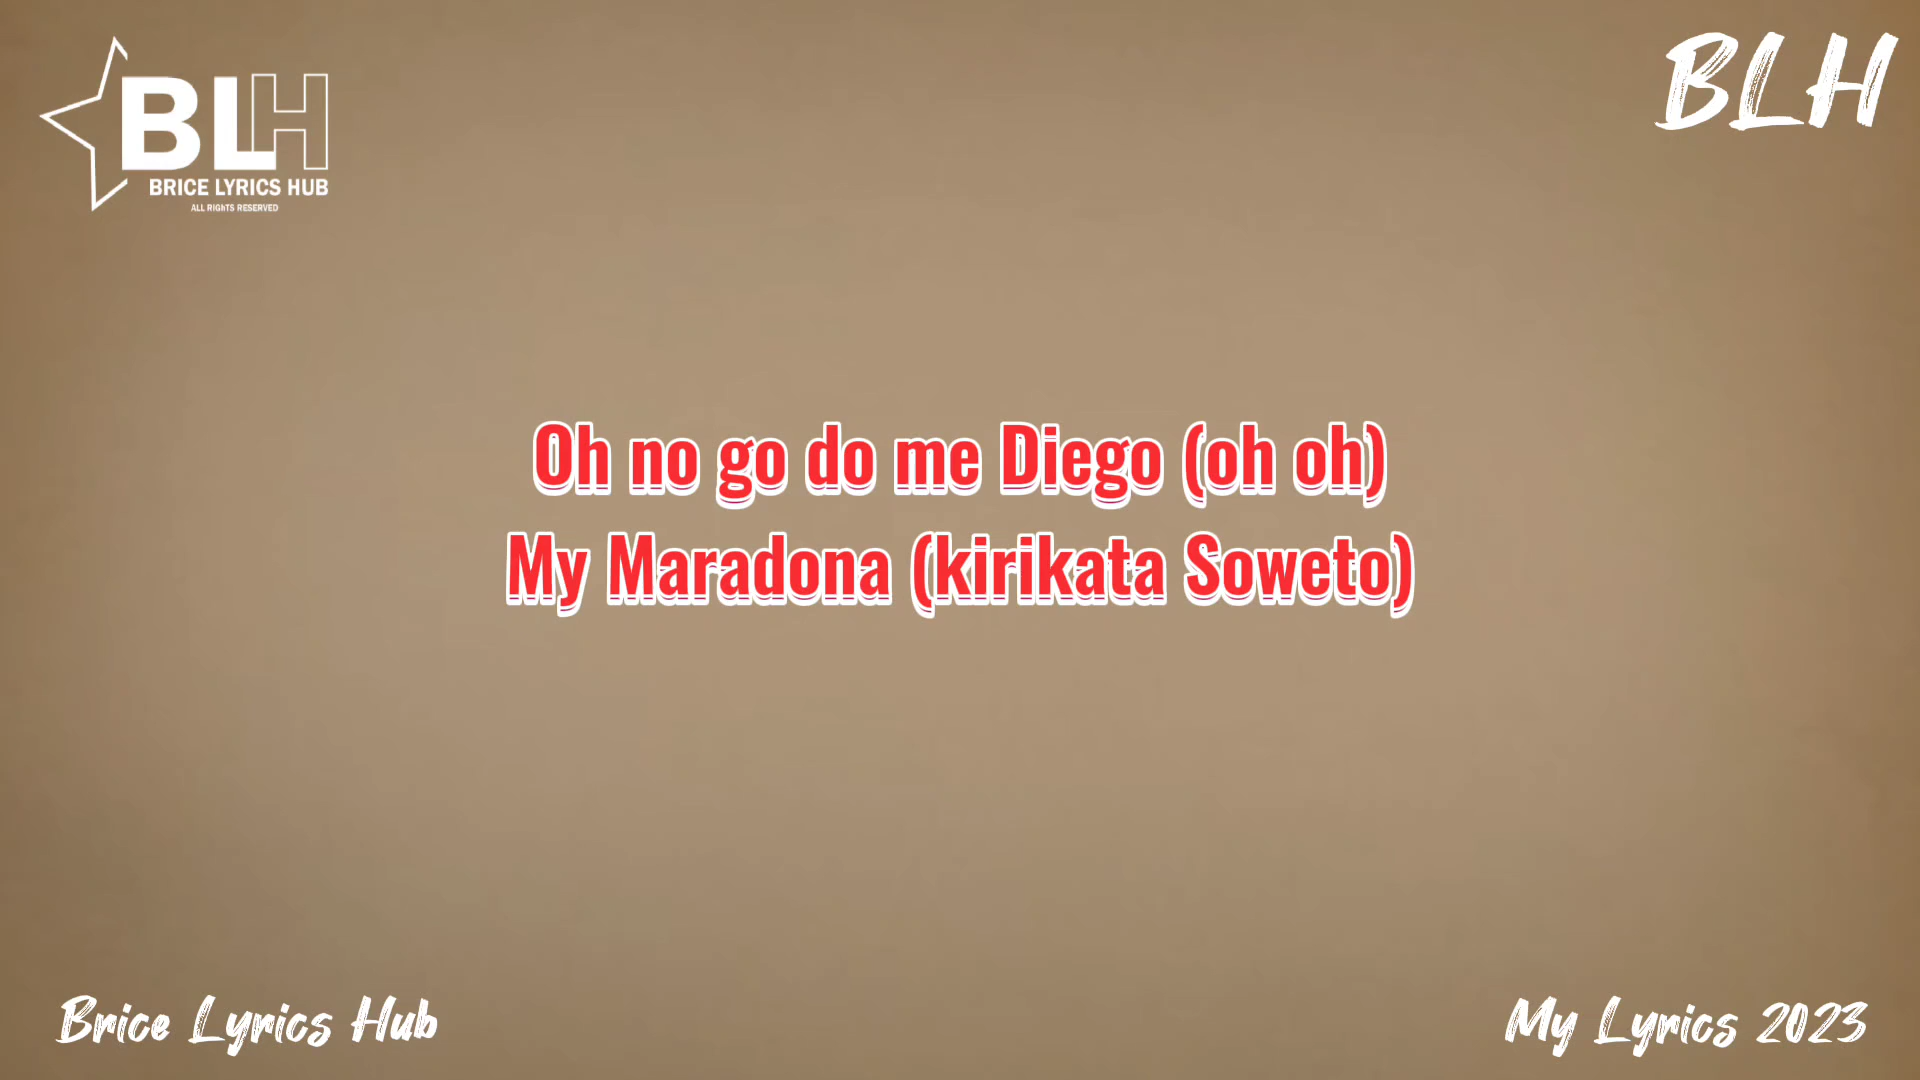 BLH
BRICE LYRICS HUB
ALL RIGHTS RESERVED
BLH
Oh no go do me Diego (oh oh)
My Maradona (kirikata Soweto)
Brice Lyrics Hub
My Lyrics 2023